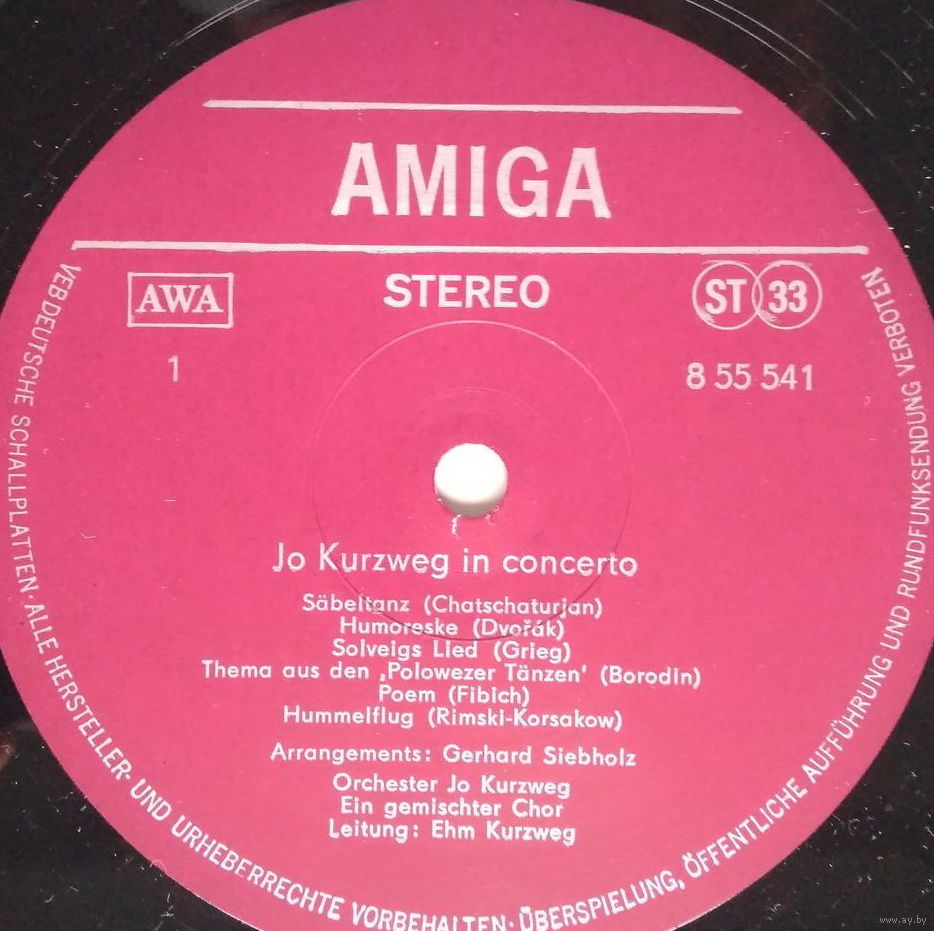 AMIGA
AWA
STEREO
ST 33
1
8 55 541
Jo Kurzweg in concerto
Säbeltanz (Chatschaturjan)
Humoreske (Dvořák)
Solveigs Lied (Grieg)
Thema aus den ‚Polowezer Tänzen' (Borodin)
Poem (Fibich)
Hummelflug (Rimski-Korsakow)
Arrangements: Gerhard Siebholz
Orchester Jo Kurzweg
Ein gemischter Chor
Leitung: Ehm Kurzweg
VEB DEUTSCHE SCHALLPLATTEN · ALLE HERSTELLER- UND URHEBERRECHTE VORBEHALTEN · ÜBERSPIELUNG, ÖFFENTLICHE AUFFÜHRUNG UND RUNDFUNKSENDUNG VERBOTEN
www.ay.by